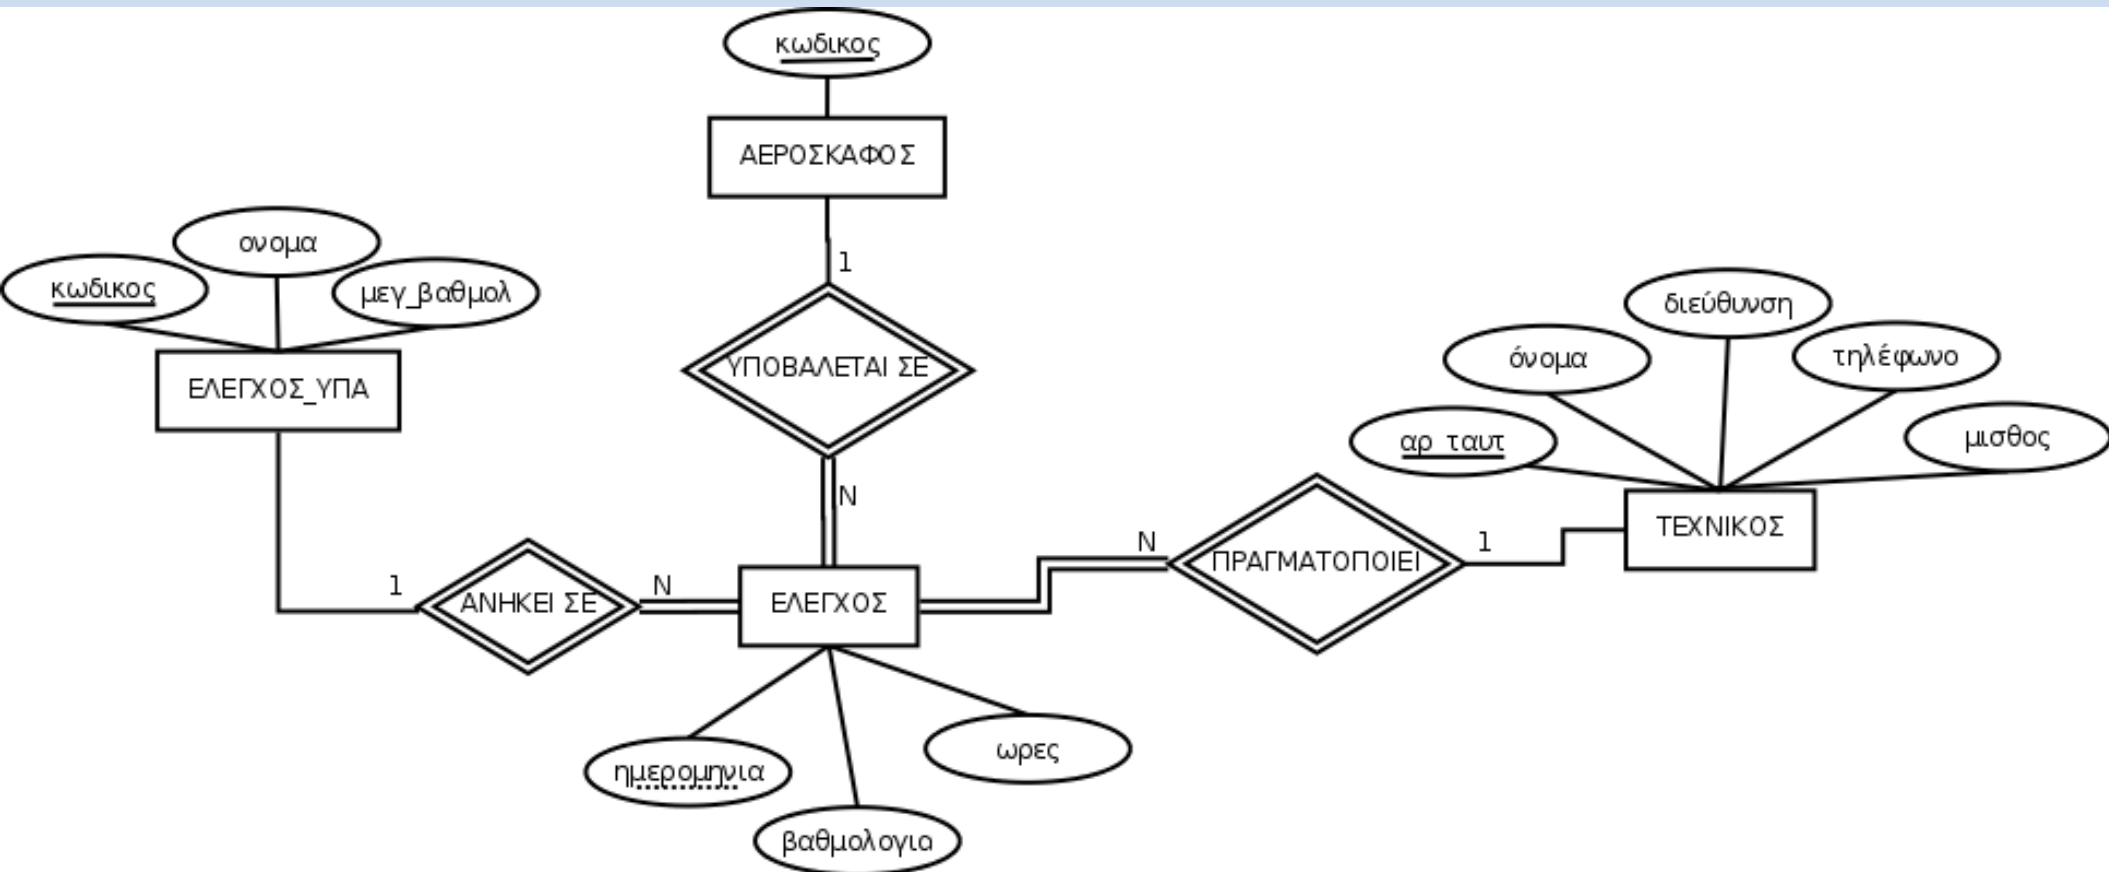 κωδικος
ΑΕΡΟΣΚΑΦΟΣ
1
ονομα
κωδικος
μεγ_βαθμολ
ΕΛΕΓΧΟΣ_ΥΠΑ
ΥΠΟΒΑΛΕΤΑΙ ΣΕ
διεύθυνση
όνομα
τηλέφωνο
αρ_ταυτ
μισθος
ΤΕΧΝΙΚΟΣ
N
N
ΠΡΑΓΜΑΤΟΠΟΙΕΙ
1
1
ΑΝΗΚΕΙ ΣΕ
N
ΕΛΕΓΧΟΣ
ημερομηνια
ωρες
βαθμολογια